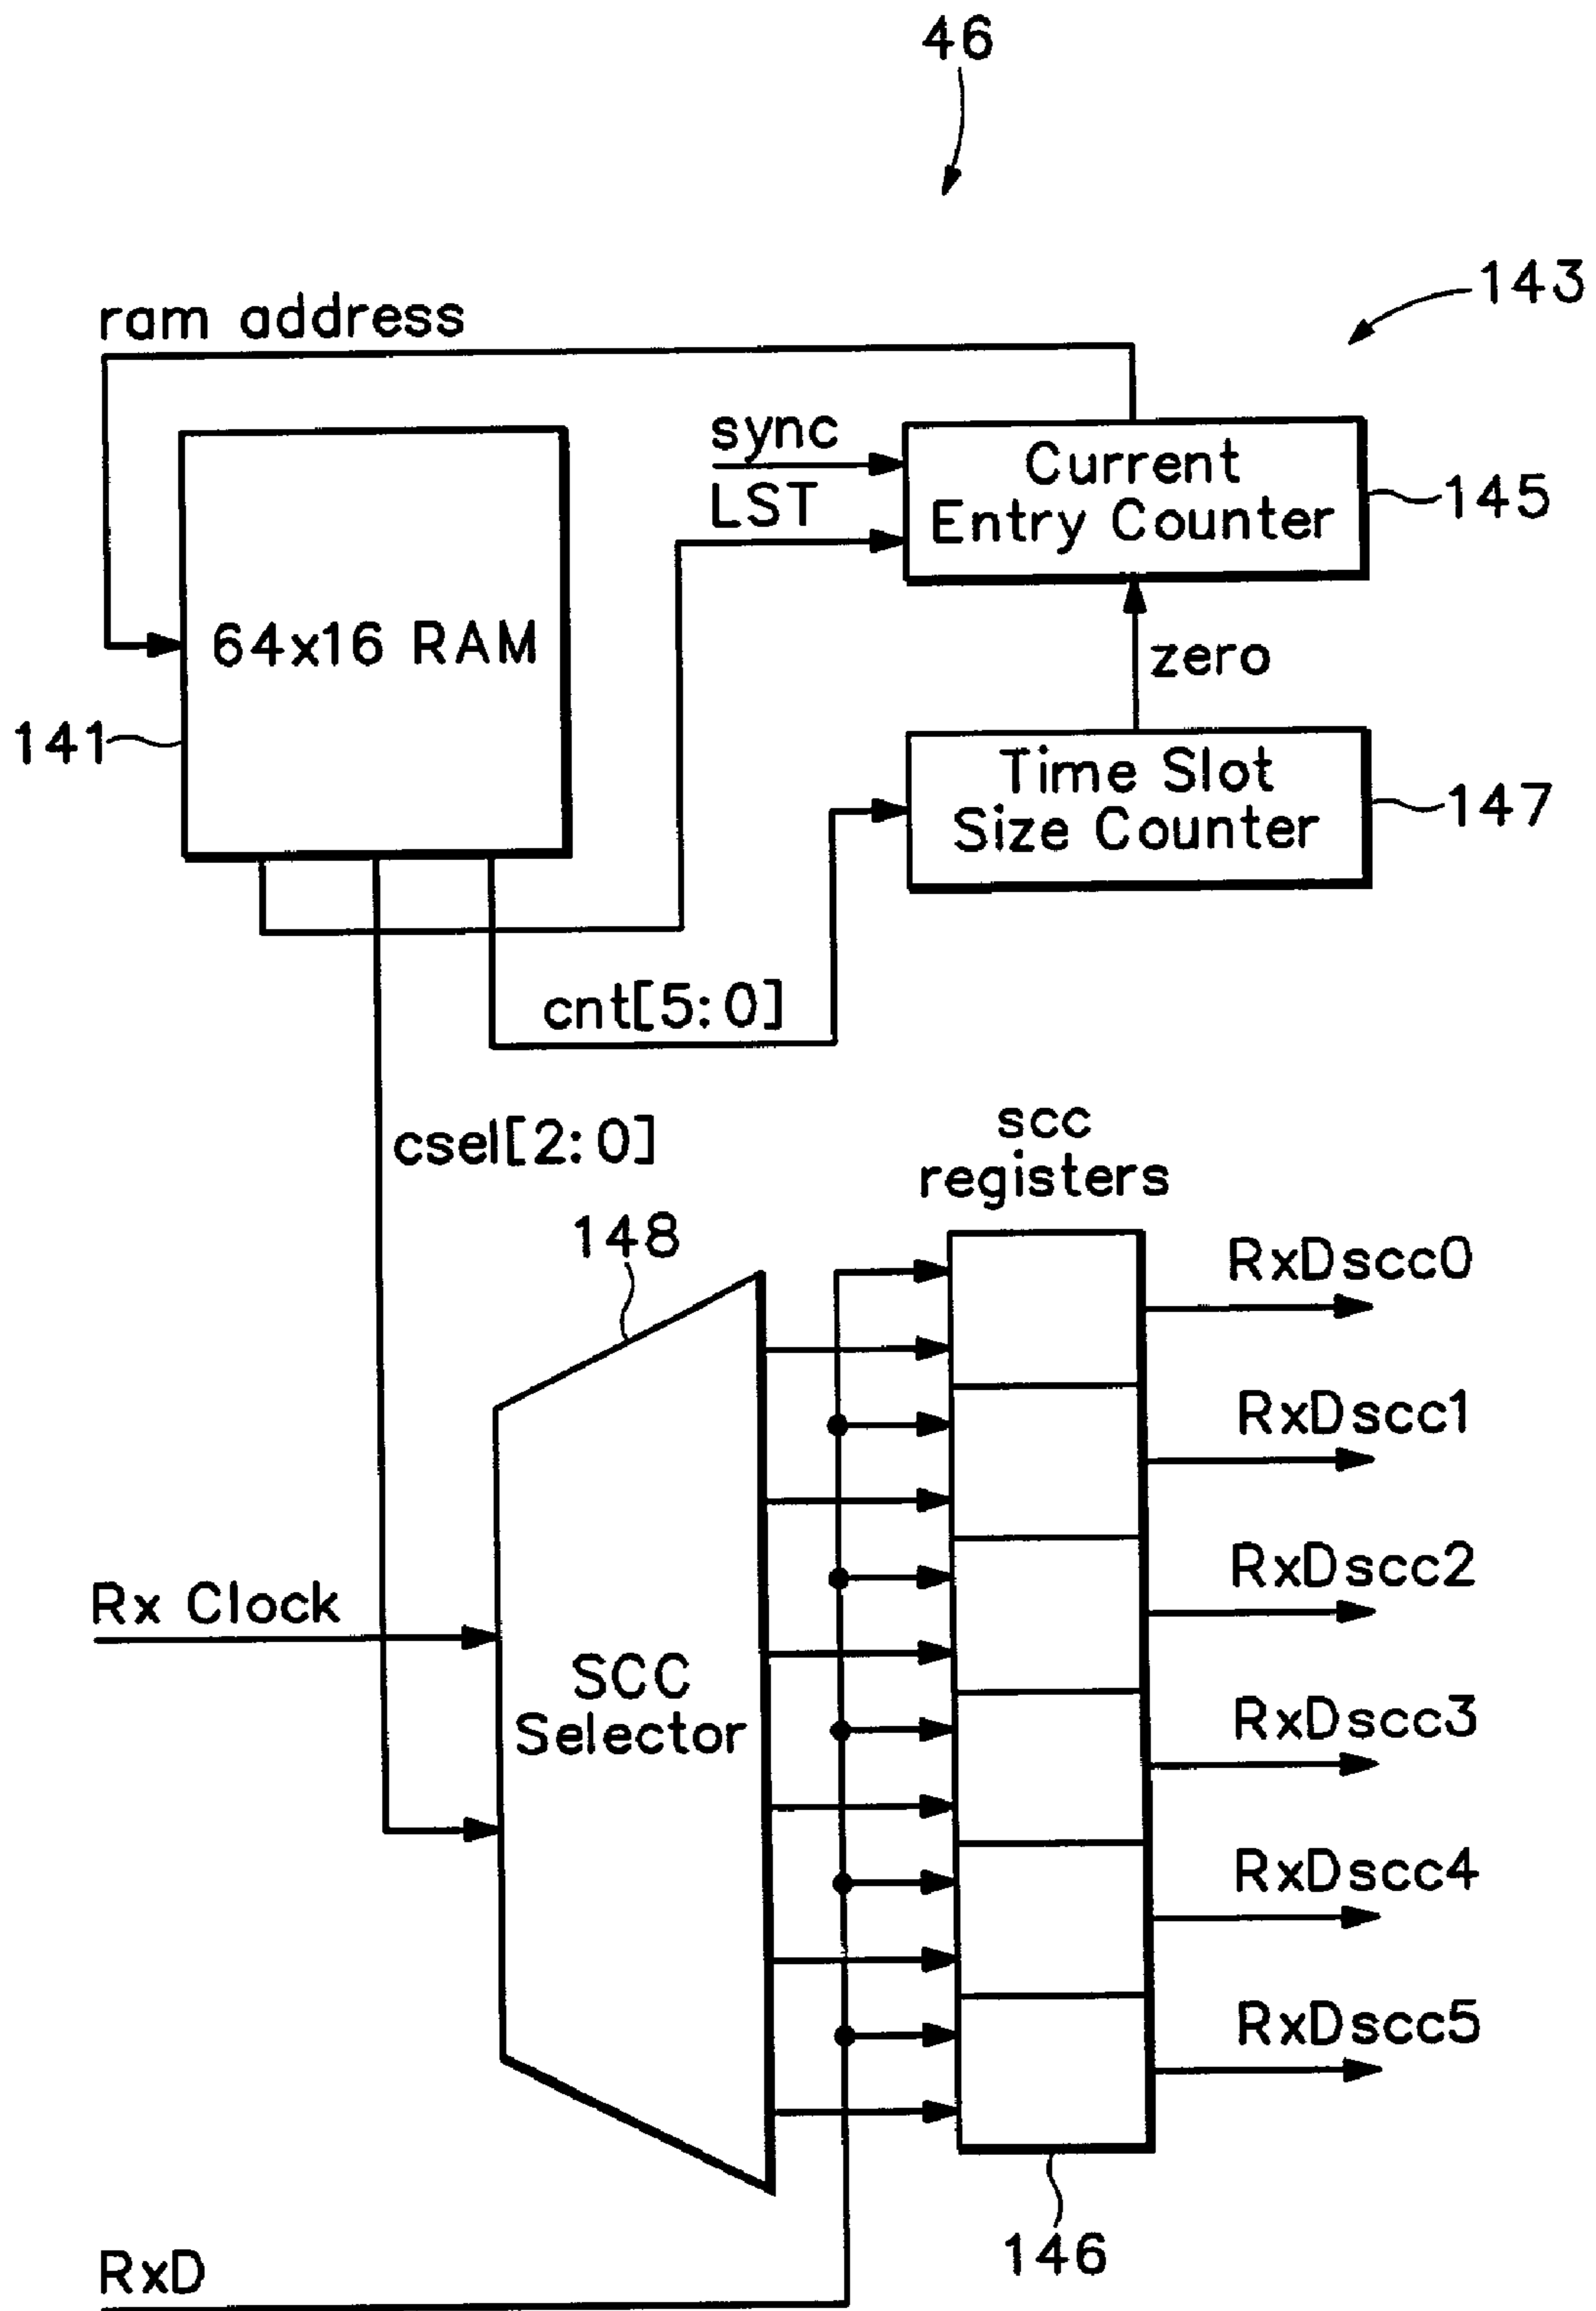 46
143
ram address
sync
LST
Current
Entry Counter
145
64x16 RAM
zero
141
Time Slot
Size Counter
147
cnt[5:0]
csel[2:0]
scc
registers
148
RxDscc0
RxDscc1
RxDscc2
Rx Clock
SCC
Selector
RxDscc3
RxDscc4
RxDscc5
146
RxD